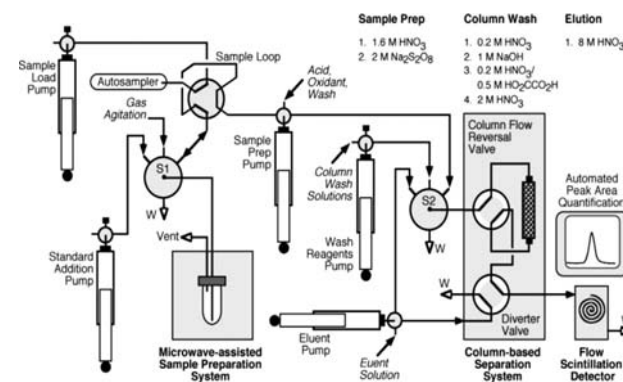 Sample Prep
1. 1.6 M HNO3
2. 2 M Na2S2O8
Column Wash
1. 0.2 M HNO3
2. 1 M NaOH
3. 0.2 M HNO3/
0.5 M HO2CCO2H
4. 2 M HNO3
Elution
1. 8 M HNO3
Sample
Load
Pump
Sample Loop
Autosampler
Gas
Agitation
Acid,
Oxidant,
Wash
Sample
Prep
Pump
Column
Wash
Solutions
Column Flow
Reversal
Valve
Automated
Peak Area
Quantification
S1
S2
W
W
Vent
Standard
Addition
Pump
Wash
Reagents
Pump
W
Eluent
Pump
Diverter
Valve
Euent
Solution
Microwave-assisted
Sample Preparation
System
Column-based
Separation
System
Flow
Scintillation
Detector